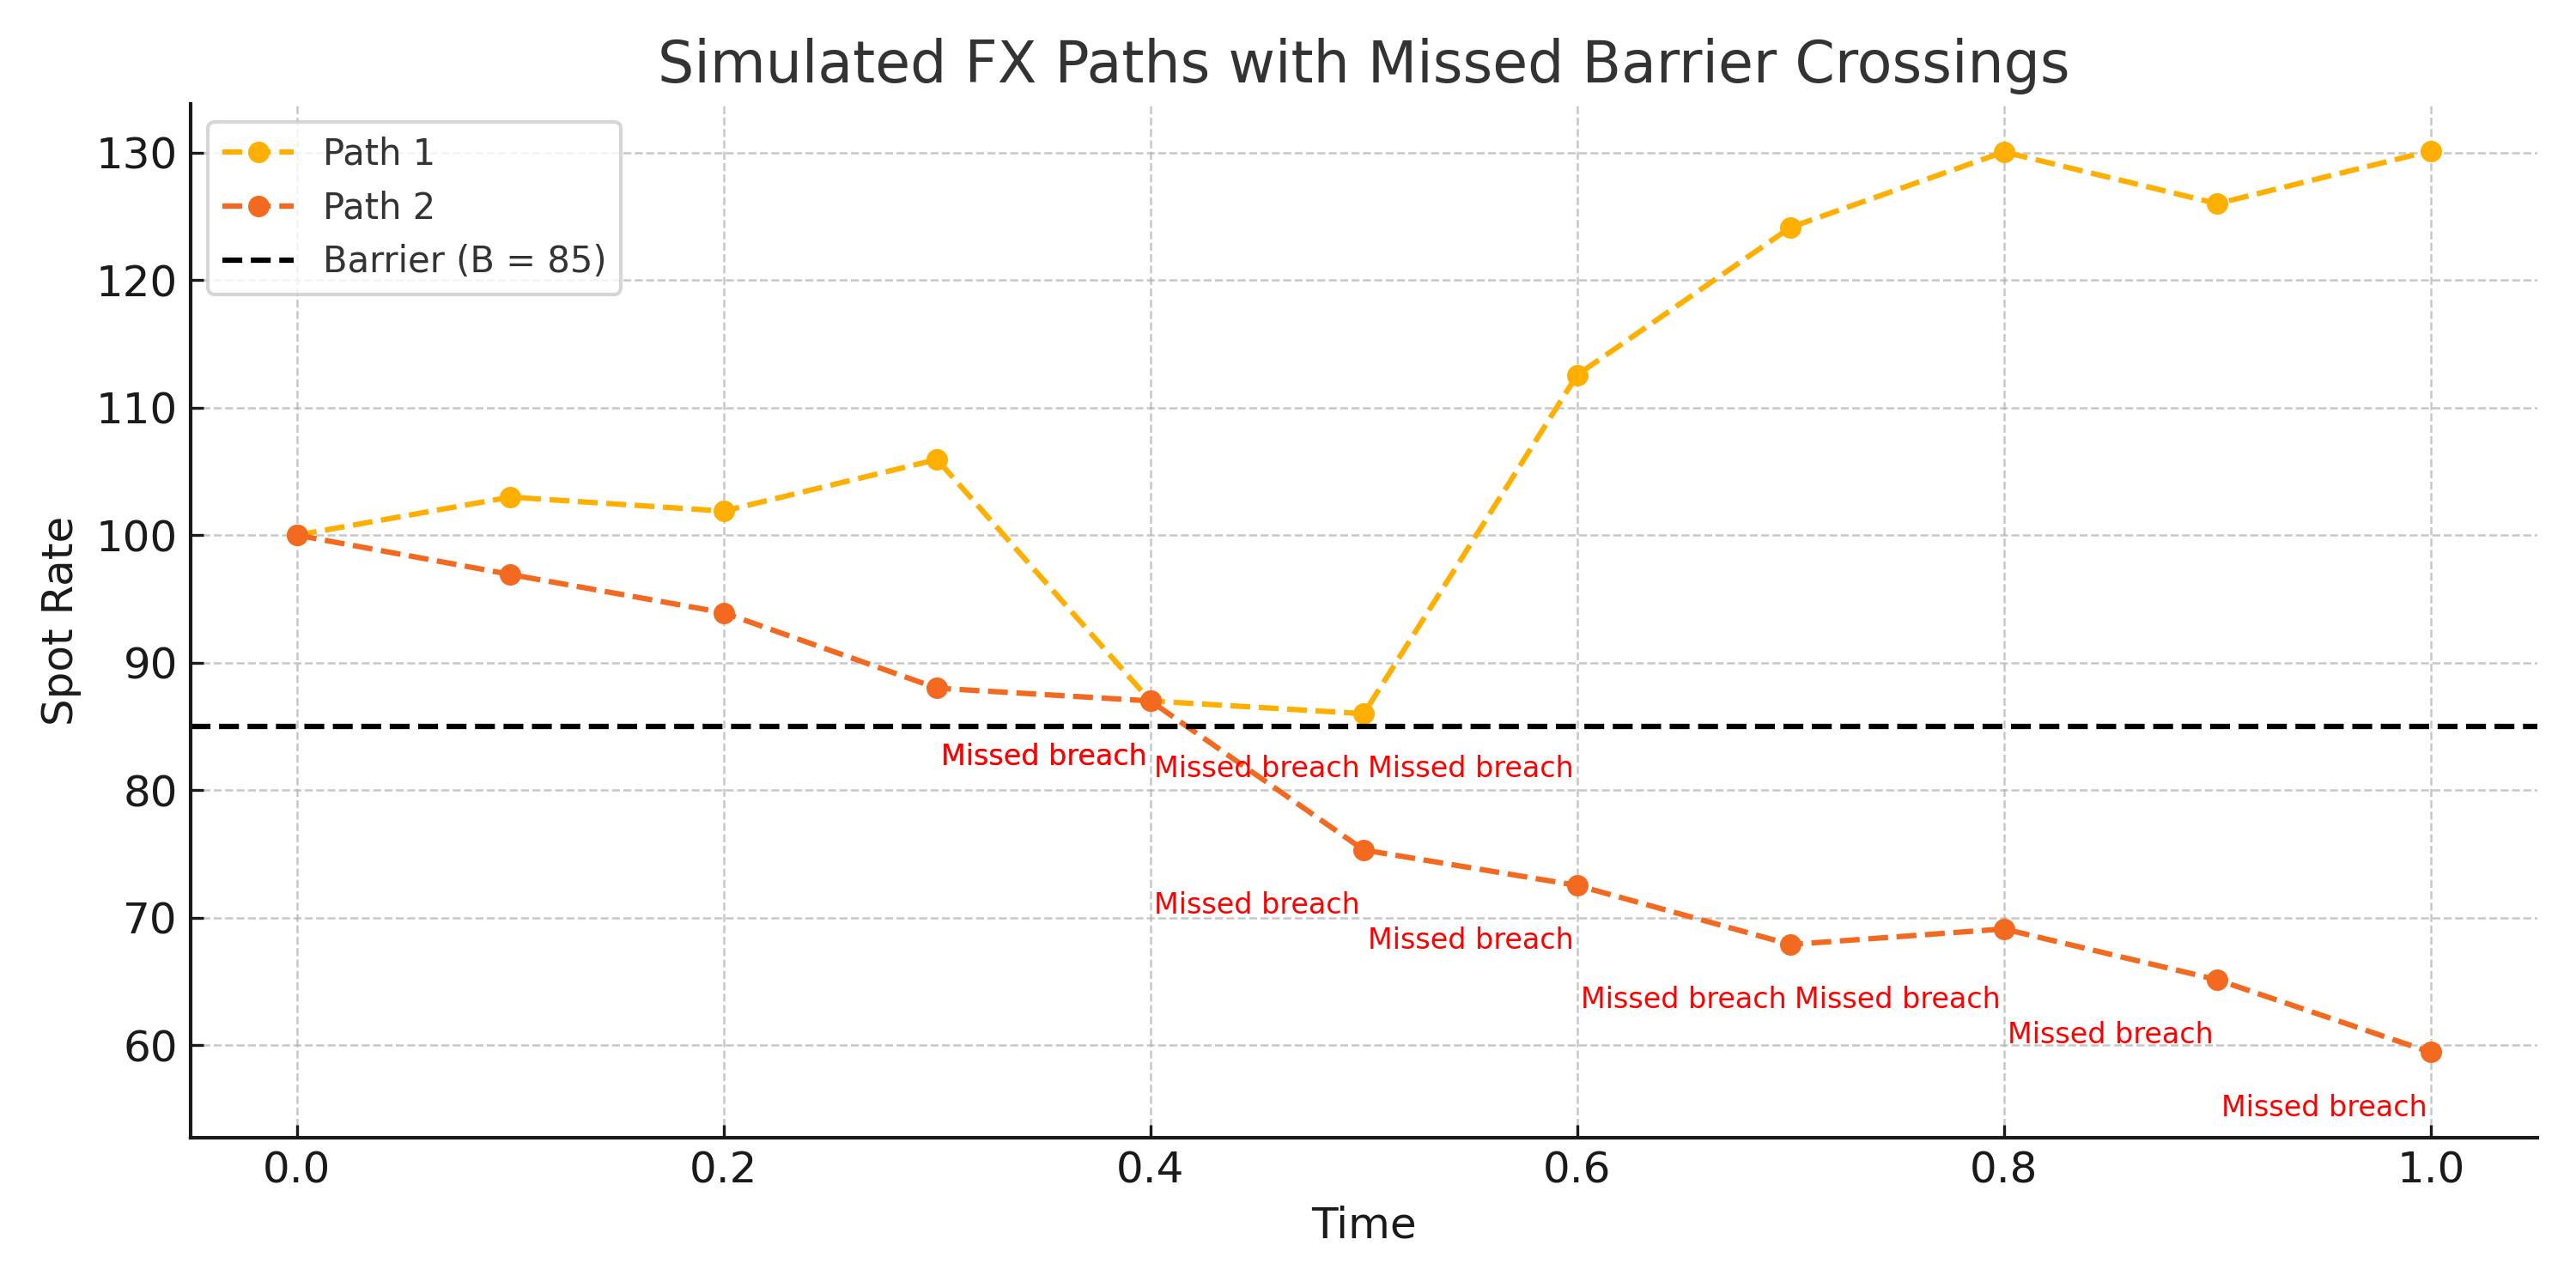 Simulated FX Paths with Missed Barrier Crossings
Path 1
Path 2
Barrier (B = 85)
Spot Rate
130
120
110
100
90
80
70
60
Missed breach
Missed breach
Missed breach
Missed breach
Missed breach
Missed breach
Missed breach
Missed breach
Missed breach
0.0
0.2
0.4
0.6
0.8
1.0
Time